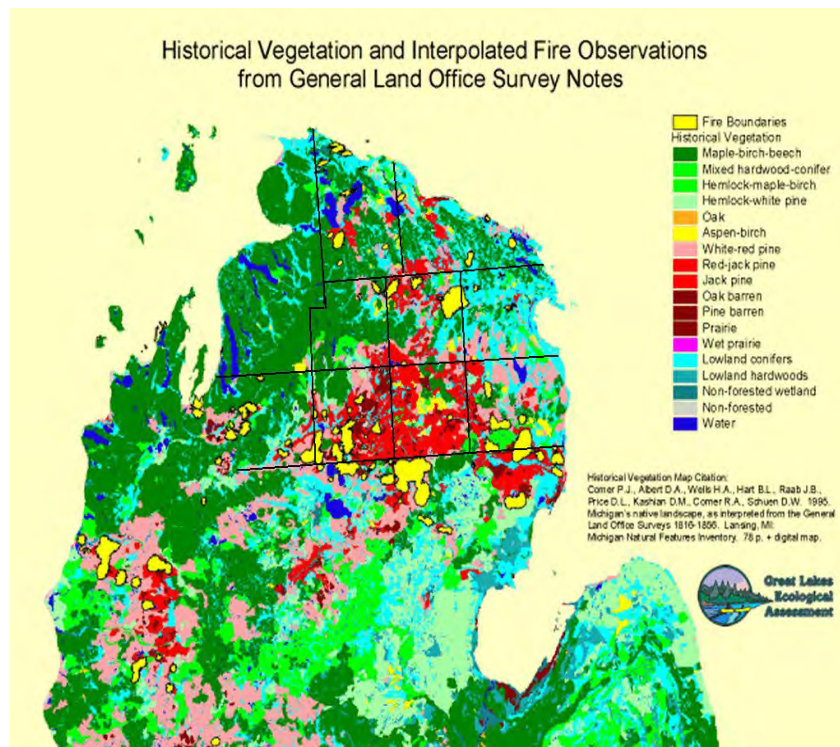 Historical Vegetation and Interpolated Fire Observations
from General Land Office Survey Notes
Fire Boundaries
Historical Vegetation
Maple-birch-beech
Mixed hardwood-conifer
Hemlock-maple-birch
Hemlock-white pine
Oak
Aspen-birch
White-red pine
Red-jack pine
Jack pine
Oak barren
Pine barren
Prairie
Wet prairie
Lowland conifers
Lowland hardwoods
Non-forested wetland
Non-forested
Water
Historical Vegetation Map Citation:
Comer P.J., Albert D.A., Wells H.A., Hart B.L., Raab J.B.,
Price D.L., Kashian D.M., Corner R.A., Schuen D.W. 1995.
Michigan's native landscape, as interpreted from the General
Land Office Surveys 1816-1856. Lansing, MI:
Michigan Natural Features Inventory. 78 p. + digital map.
Great Lakes
Ecological
Assessment